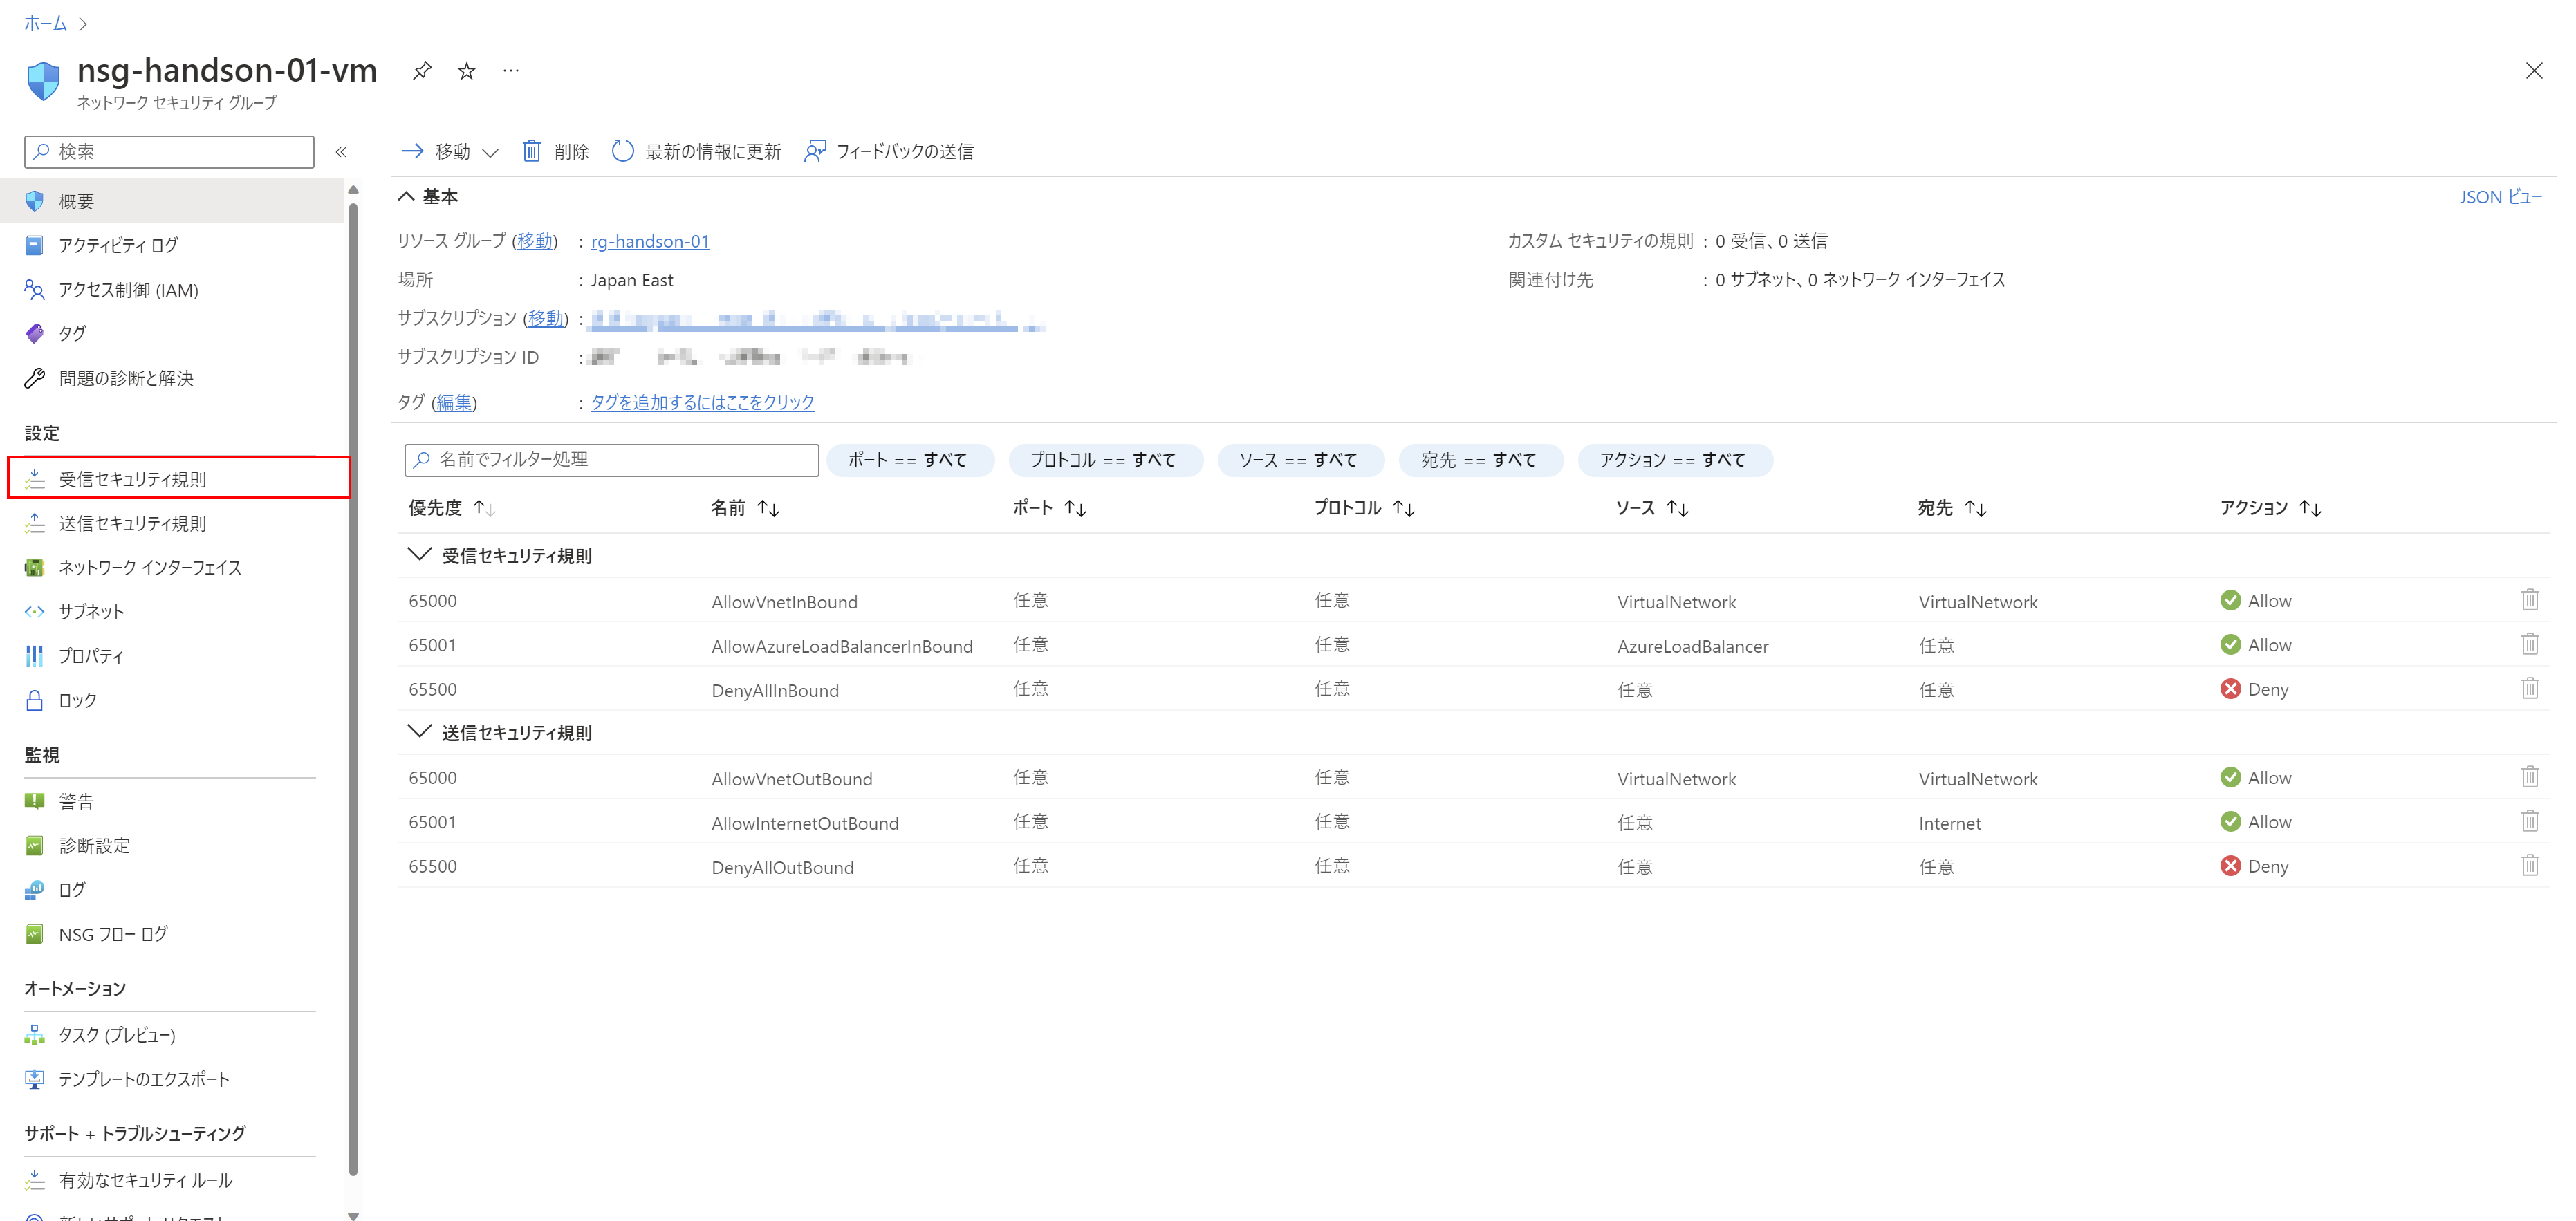 ホーム
nsg-handson-01-vm
ネットワーク セキュリティ グループ
検索
概要
アクティビティ ログ
アクセス制御 (IAM)
タグ
問題の診断と解決
設定
受信セキュリティ規則
送信セキュリティ規則
ネットワーク インターフェイス
サブネット
プロパティ
ロック
監視
警告
診断設定
ログ
NSG フロー ログ
オートメーション
タスク (プレビュー)
テンプレートのエクスポート
サポート + トラブルシューティング
有効なセキュリティ ルール
新しいサポート リクエスト
移動 削除 最新の情報に更新 フィードバックの送信
基本 JSON ビュー
リソース グループ (移動) : rg-handson-01
場所 : Japan East
サブスクリプション (移動) :
サブスクリプション ID :
タグ (編集) : タグを追加するにはここをクリック
カスタム セキュリティの規則 : 0 受信、0 送信
関連付け先 : 0 サブネット、0 ネットワーク インターフェイス
名前でフィルター処理 ポート == すべて プロトコル == すべて ソース == すべて 宛先 == すべて アクション == すべて
優先度 名前 ポート プロトコル ソース 宛先 アクション
受信セキュリティ規則
65000 AllowVnetInBound 任意 任意 VirtualNetwork VirtualNetwork Allow
65001 AllowAzureLoadBalancerInBound 任意 任意 AzureLoadBalancer 任意 Allow
65500 DenyAllInBound 任意 任意 任意 任意 Deny
送信セキュリティ規則
65000 AllowVnetOutBound 任意 任意 VirtualNetwork VirtualNetwork Allow
65001 AllowInternetOutBound 任意 任意 任意 Internet Allow
65500 DenyAllOutBound 任意 任意 任意 任意 Deny